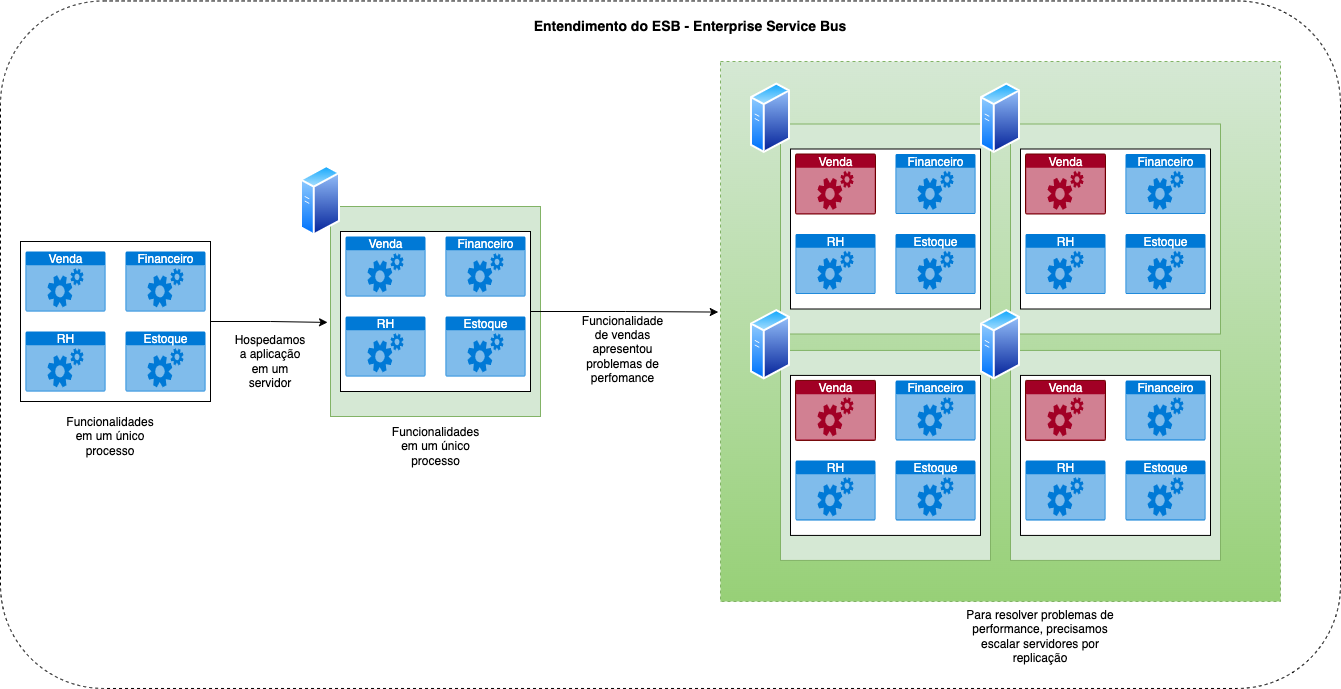 Entendimento do ESB - Enterprise Service Bus
Venda
Financeiro
RH
Estoque
Funcionalidades
em um único
processo
Hospedamos
a aplicação
em um
servidor
Venda
Financeiro
RH
Estoque
Funcionalidades
em um único
processo
Funcionalidade
de vendas
apresentou
problemas de
perfomance
Venda
Financeiro
RH
Estoque
Venda
Financeiro
RH
Estoque
Venda
Financeiro
RH
Estoque
Venda
Financeiro
RH
Estoque
Para resolver problemas de
performance, precisamos
escalar servidores por
replicação